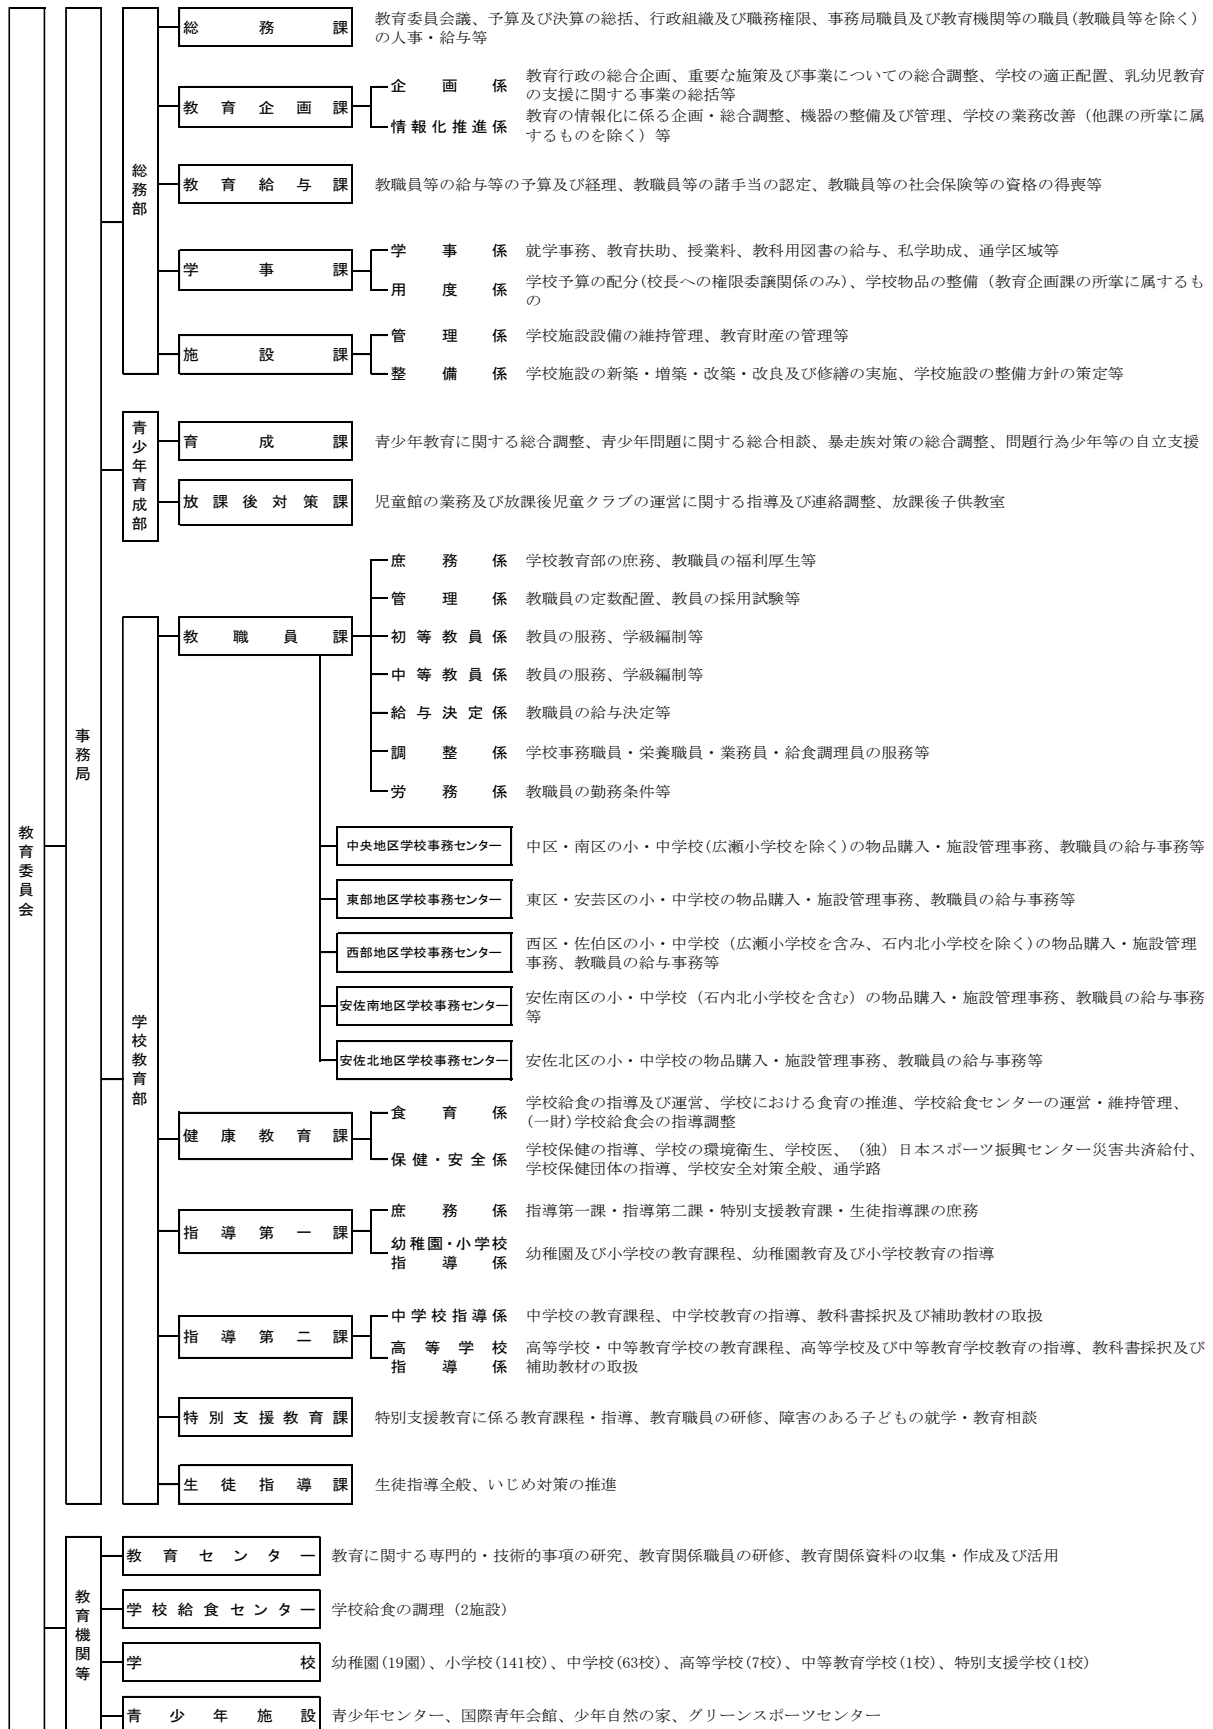 教育委員会
事務局
総務部
総務課
教育委員会議、予算及び決算の総括、行政組織及び職務権限、事務局職員及び教育機関等の職員(教職員等を除く)
の人事・給与等
教育企画課
企画係
教育行政の総合企画、重要な施策及び事業についての総合調整、学校の適正配置、乳幼児教育
の支援に関する事業の総括等
情報化推進係
教育の情報化に係る企画・総合調整、機器の整備及び管理、学校の業務改善（他課の所掌に属
するものを除く）等
教育給与課
教職員等の給与等の予算及び経理、教職員等の諸手当の認定、教職員等の社会保険等の資格の得喪等
学事課
学事係
就学事務、教育扶助、授業料、教科用図書の給与、私学助成、通学区域等
用度係
学校予算の配分(校長への権限委譲関係のみ)、学校物品の整備（教育企画課の所掌に属するも
の
施設課
管理係
学校施設設備の維持管理、教育財産の管理等
整備係
学校施設の新築・増築・改築・改良及び修繕の実施、学校施設の整備方針の策定等
青少年育成部
育成課
青少年教育に関する総合調整、青少年問題に関する総合相談、暴走族対策の総合調整、問題行為少年等の自立支援
放課後対策課
児童館の業務及び放課後児童クラブの運営に関する指導及び連絡調整、放課後子供教室
学校教育部
教職員課
庶務係
学校教育部の庶務、教職員の福利厚生等
管理係
教職員の定数配置、教員の採用試験等
初等教員係
教員の服務、学級編制等
中等教員係
教員の服務、学級編制等
給与決定係
教職員の給与決定等
調整係
学校事務職員・栄養職員・業務員・給食調理員の服務等
労務係
教職員の勤務条件等
中央地区学校事務センター
中区・南区の小・中学校(広瀬小学校を除く)の物品購入・施設管理事務、教職員の給与事務等
東部地区学校事務センター
東区・安芸区の小・中学校の物品購入・施設管理事務、教職員の給与事務等
西部地区学校事務センター
西区・佐伯区の小・中学校（広瀬小学校を含み、石内北小学校を除く)の物品購入・施設管理
事務、教職員の給与事務等
安佐南地区学校事務センター
安佐南区の小・中学校（石内北小学校を含む）の物品購入・施設管理事務、教職員の給与事務
等
安佐北地区学校事務センター
安佐北区の小・中学校の物品購入・施設管理事務、教職員の給与事務等
健康教育課
食育係
学校給食の指導及び運営、学校における食育の推進、学校給食センターの運営・維持管理、
(一財)学校給食会の指導調整
保健・安全係
学校保健の指導、学校の環境衛生、学校医、（独）日本スポーツ振興センター災害共済給付、
学校保健団体の指導、学校安全対策全般、通学路
指導第一課
庶務係
指導第一課・指導第二課・特別支援教育課・生徒指導課の庶務
幼稚園・小学校
指導係
幼稚園及び小学校の教育課程、幼稚園教育及び小学校教育の指導
指導第二課
中学校指導係
中学校の教育課程、中学校教育の指導、教科書採択及び補助教材の取扱
高等学校
指導係
高等学校・中等教育学校の教育課程、高等学校及び中等教育学校教育の指導、教科書採択及び
補助教材の取扱
特別支援教育課
特別支援教育に係る教育課程・指導、教育職員の研修、障害のある子どもの就学・教育相談
生徒指導課
生徒指導全般、いじめ対策の推進
教育機関等
教育センター
教育に関する専門的・技術的事項の研究、教育関係職員の研修、教育関係資料の収集・作成及び活用
学校給食センター
学校給食の調理（2施設）
学校
幼稚園(19園)、小学校(141校)、中学校(63校)、高等学校(7校)、中等教育学校(1校)、特別支援学校(1校)
青少年施設
青少年センター、国際青年会館、少年自然の家、グリーンスポーツセンター